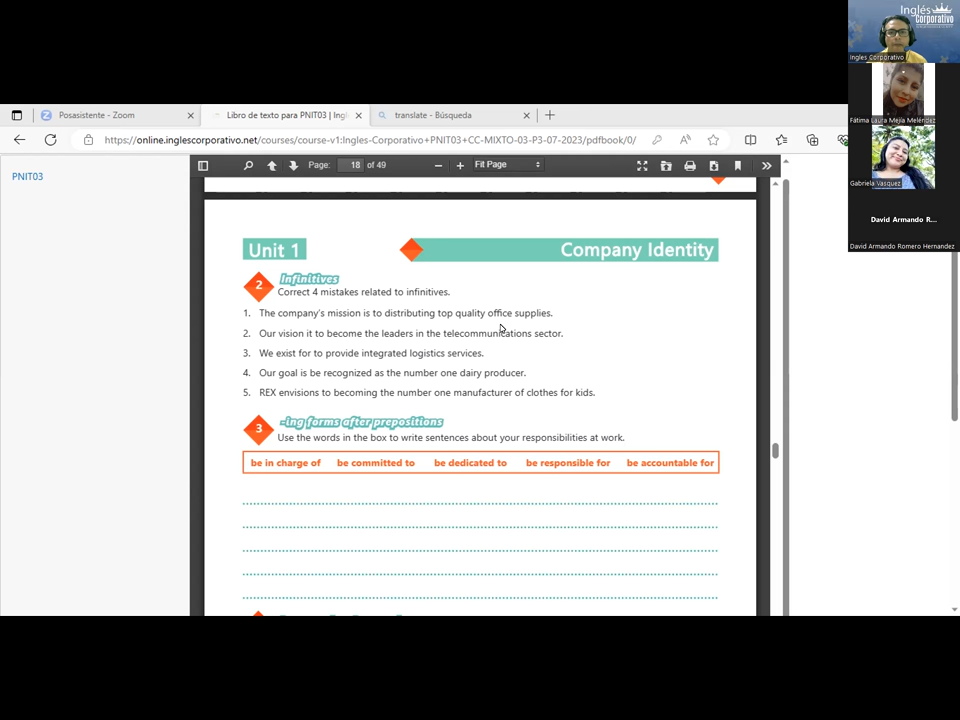 Inglés
Corporativo
Ingles Corporativo
Fátima Laura Mejía Meléndez
Gabriela Vasquez
David Armando R...
David Armando Romero Hernandez
Posasistente - Zoom
Libro de texto para PNIT03 | Ingl
translate - Búsqueda
https://online.inglescorporativo.net/courses/course-v1:Ingles-Corporativo+PNIT03+CC-MIXTO-03-P3-07-2023/pdfbook/0/
PNIT03
Page: 18 of 49
Fit Page
Unit 1
Company Identity
2 Infinitives
Correct 4 mistakes related to infinitives.
1. The company's mission is to distributing top quality office supplies.
2. Our vision it to become the leaders in the telecommunications sector.
3. We exist for to provide integrated logistics services.
4. Our goal is be recognized as the number one dairy producer.
5. REX envisions to becoming the number one manufacturer of clothes for kids.
3 -ing forms after prepositions
Use the words in the box to write sentences about your responsibilities at work.
be in charge of be committed to be dedicated to be responsible for be accountable for